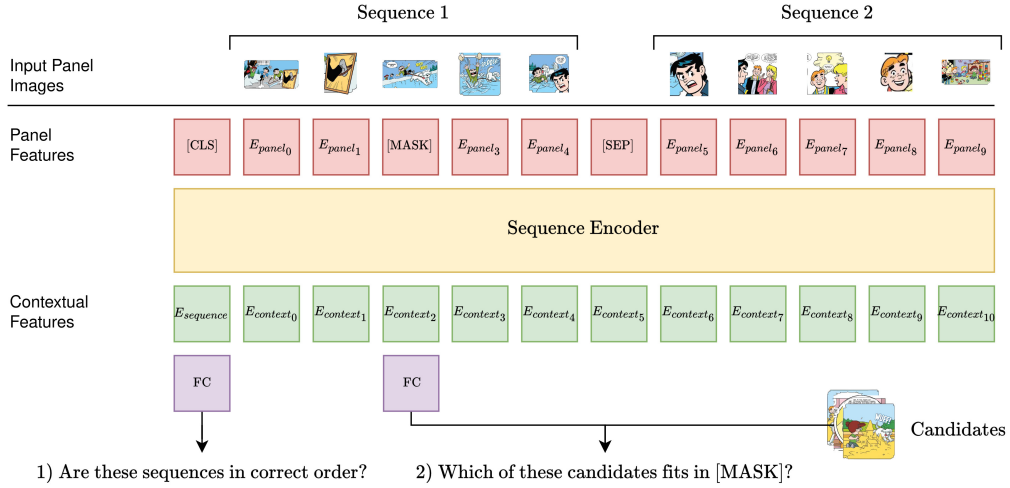 Sequence 1
Sequence 2
Input Panel
Images
Panel
Features
[CLS] E_panel_0 E_panel_1 [MASK] E_panel_3 E_panel_4 [SEP] E_panel_5 E_panel_6 E_panel_7 E_panel_8 E_panel_9
Sequence Encoder
Contextual
Features
E_sequence E_context_0 E_context_1 E_context_2 E_context_3 E_context_4 E_context_5 E_context_6 E_context_7 E_context_8 E_context_9 E_context_10
FC
FC
Candidates
1) Are these sequences in correct order?
2) Which of these candidates fits in [MASK]?